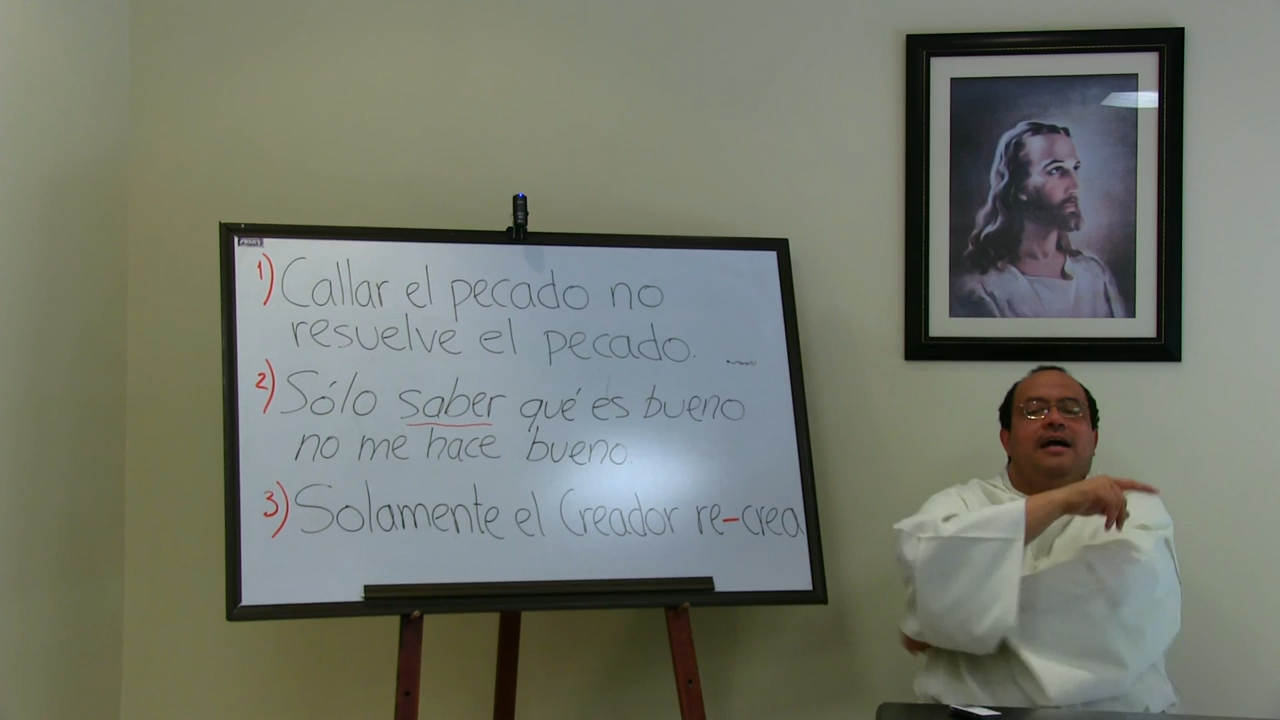 1) Callar el pecado no
resuelve el pecado.
2) Sólo saber qué es bueno
no me hace bueno.
3) Solamente el Creador re-crea